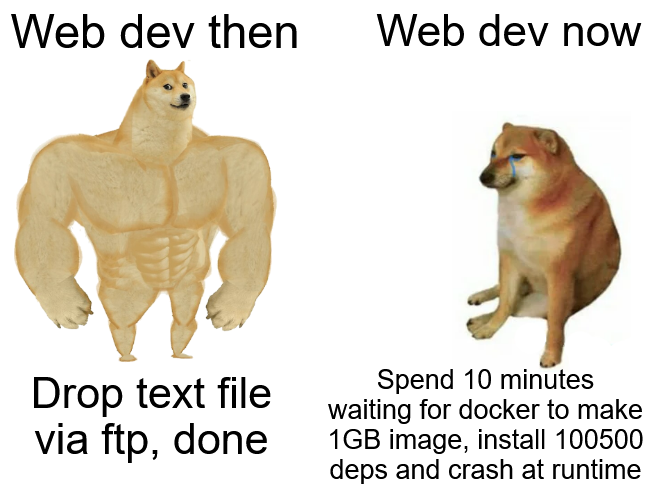 Web dev then
Web dev now
Drop text file
via ftp, done
Spend 10 minutes
waiting for docker to make
1GB image, install 100500
deps and crash at runtime